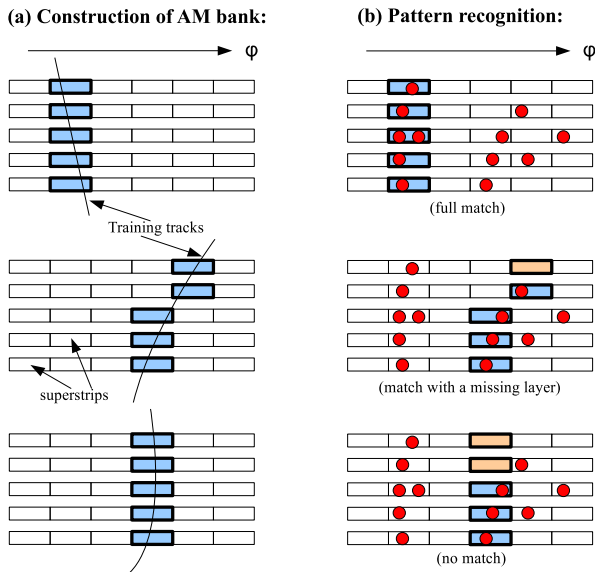 (a) Construction of AM bank:
(b) Pattern recognition:
φ
φ
(full match)
Training tracks
superstrips
(match with a missing layer)
(no match)